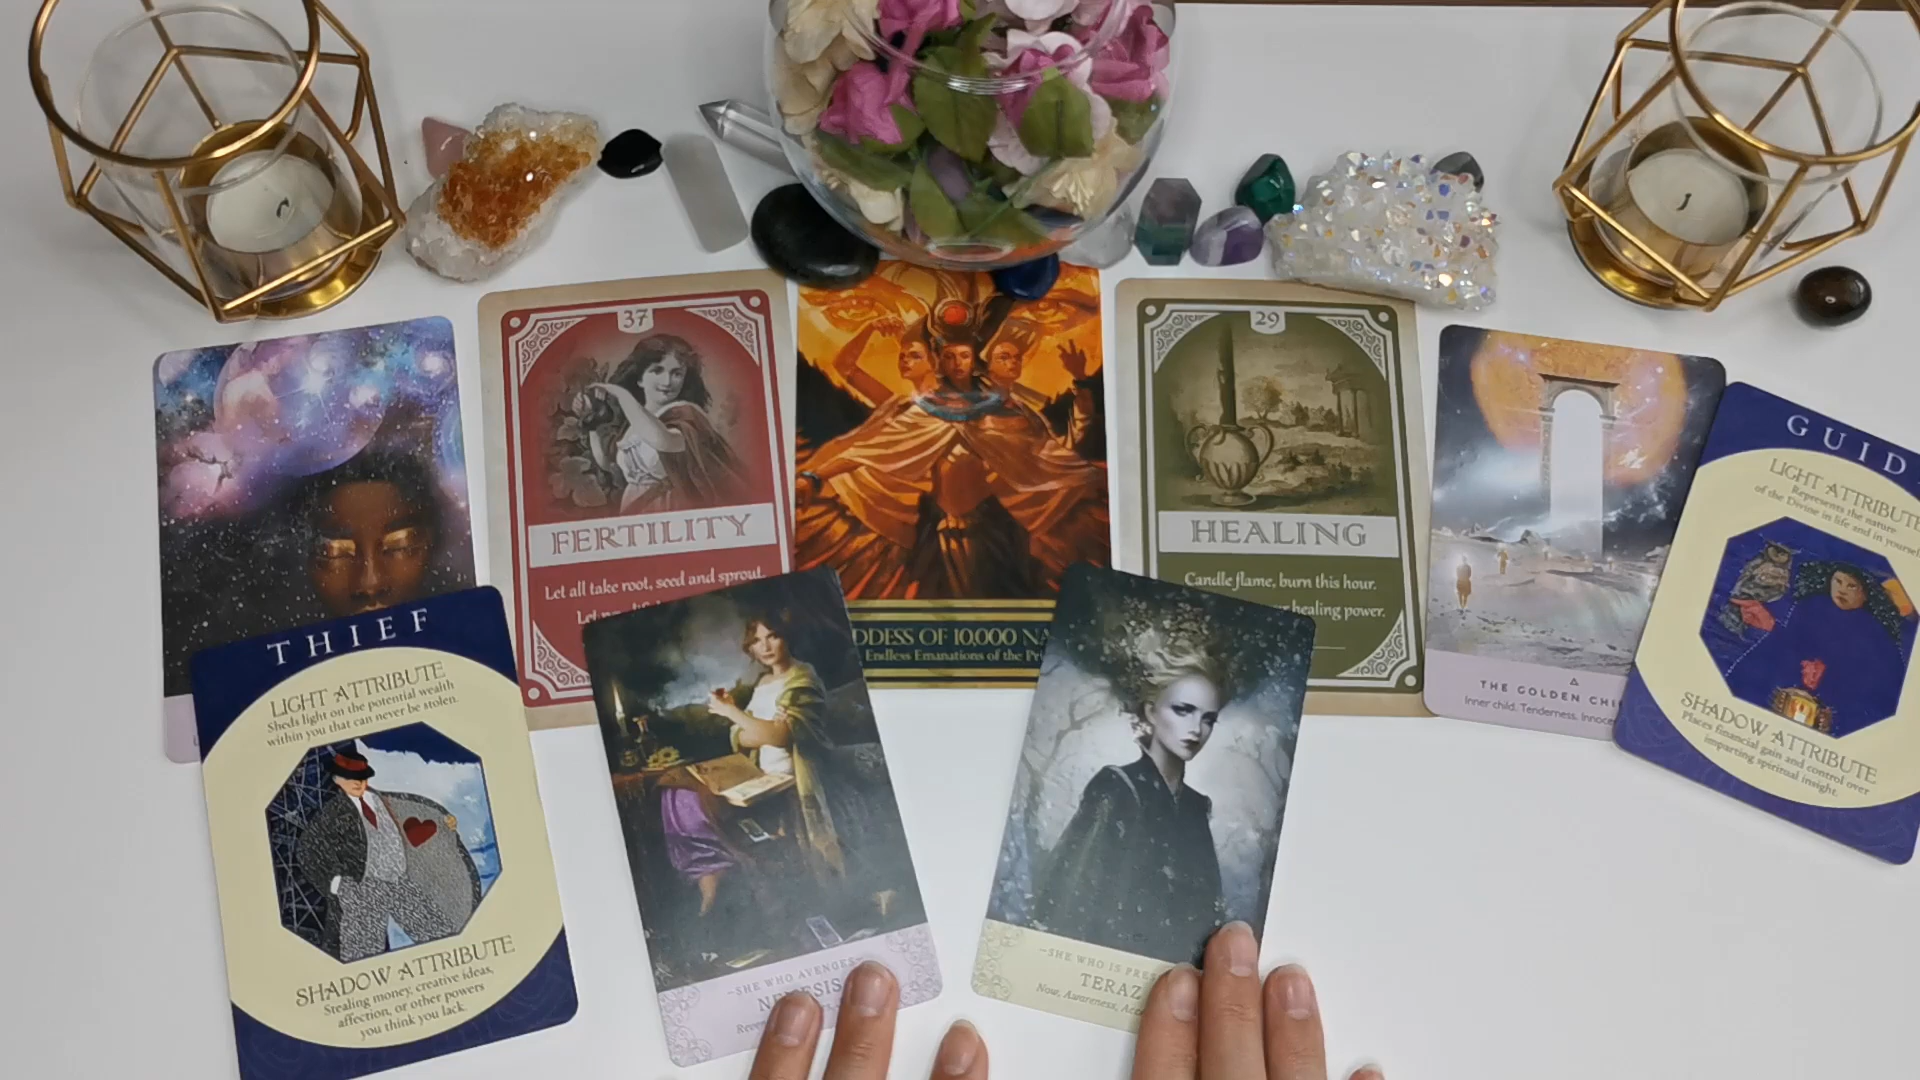 37
FERTILITY
Let all take root, seed and sprout.
DDESS OF 10,000 NA
Endless Emanations of the Pri
29
HEALING
Candle flame, burn this hour.
healing power.
THE GOLDEN CHI
Inner child. Tenderness. Innoce
GUID
LIGHT ATTRIBUTE
Represents the nature
of the Divine in life and in yourself
SHADOW ATTRIBUTE
Places financial gain and control over
imparting spiritual insight.
THIEF
LIGHT ATTRIBUTE
Sheds light on the potential wealth
within you that can never be stolen.
SHADOW ATTRIBUTE
Stealing money, creative ideas,
affection, or other powers
you think you lack.
~SHE WHO AVENGES~
NEMESIS
~SHE WHO IS PRES
TERAZ
Now, Awareness, Acc